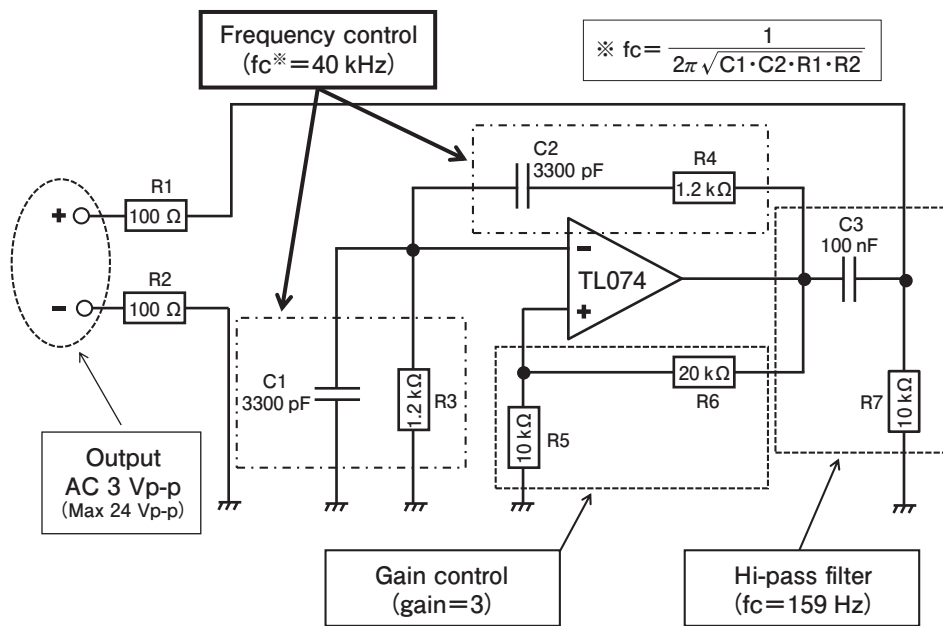 Frequency control
(fc※=40 kHz)
※ fc= 1
2π√C1・C2・R1・R2
C2
3300 pF
R4
1.2 kΩ
R1
+
100 Ω
C3
100 nF
-
TL074
R2
-
100 Ω
+
C1
3300 pF
1.2 kΩ
R3
20 kΩ
R6
R7
10 kΩ
10 kΩ
R5
Output
AC 3 Vp-p
(Max 24 Vp-p)
Gain control
(gain=3)
Hi-pass filter
(fc=159 Hz)